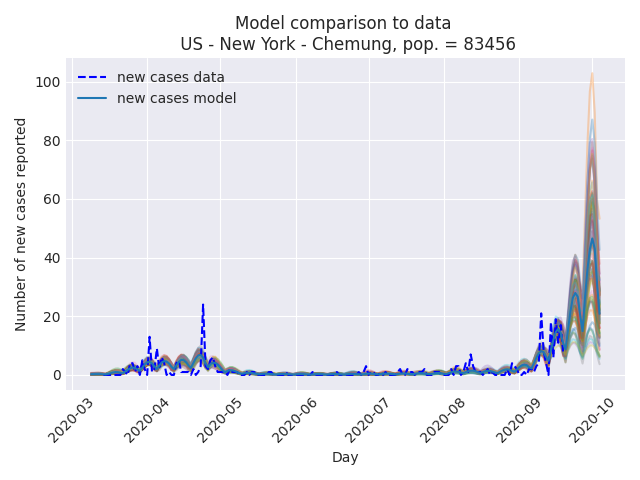 Model comparison to data
US - New York - Chemung, pop. = 83456
new cases data
new cases model
Number of new cases reported
100
80
60
40
20
0
2020-03
2020-04
2020-05
2020-06
2020-07
2020-08
2020-09
2020-10
Day